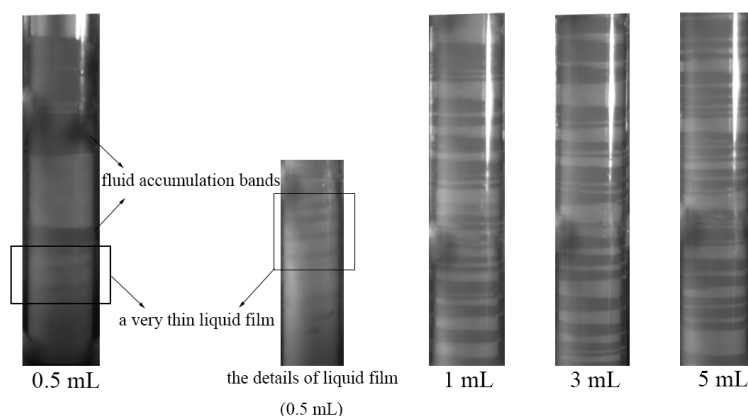 fluid accumulation bands
a very thin liquid film
0.5 mL
the details of liquid film
(0.5 mL)
1 mL
3 mL
5 mL